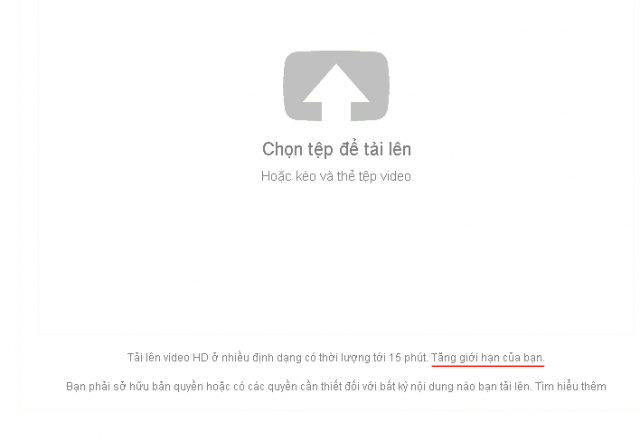 Chọn tệp để tải lên
Hoặc kéo và thẻ tệp video
Tải lên video HD ở nhiều định dạng có thời lượng tới 15 phút. Tăng giới hạn của bạn.
Bạn phải sở hữu bản quyền hoặc có các quyền cần thiết đối với bất kỳ nội dung nào bạn tải lên. Tìm hiểu thêm